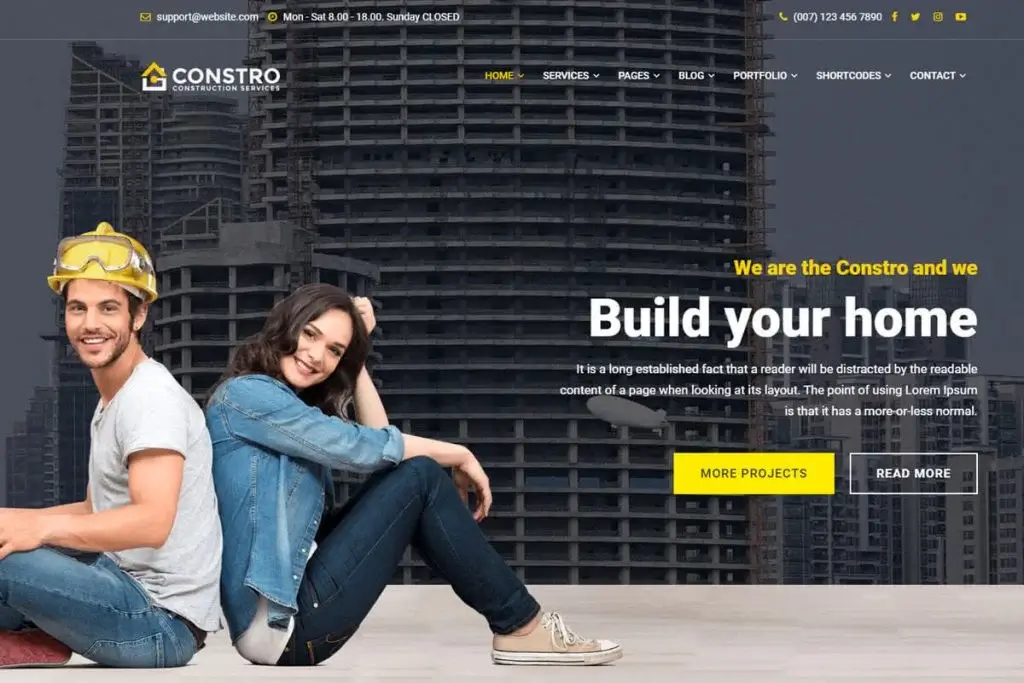 support@website.com Mon - Sat 8.00 - 18.00. Sunday CLOSED (007) 123 456 7890
CONSTRO
CONSTRUCTION SERVICES
HOME SERVICES PAGES BLOG PORTFOLIO SHORTCODES CONTACT
We are the Constro and we
Build your home
It is a long established fact that a reader will be distracted by the readable
content of a page when looking at its layout. The point of using Lorem Ipsum
is that it has a more-or-less normal.
MORE PROJECTS READ MORE